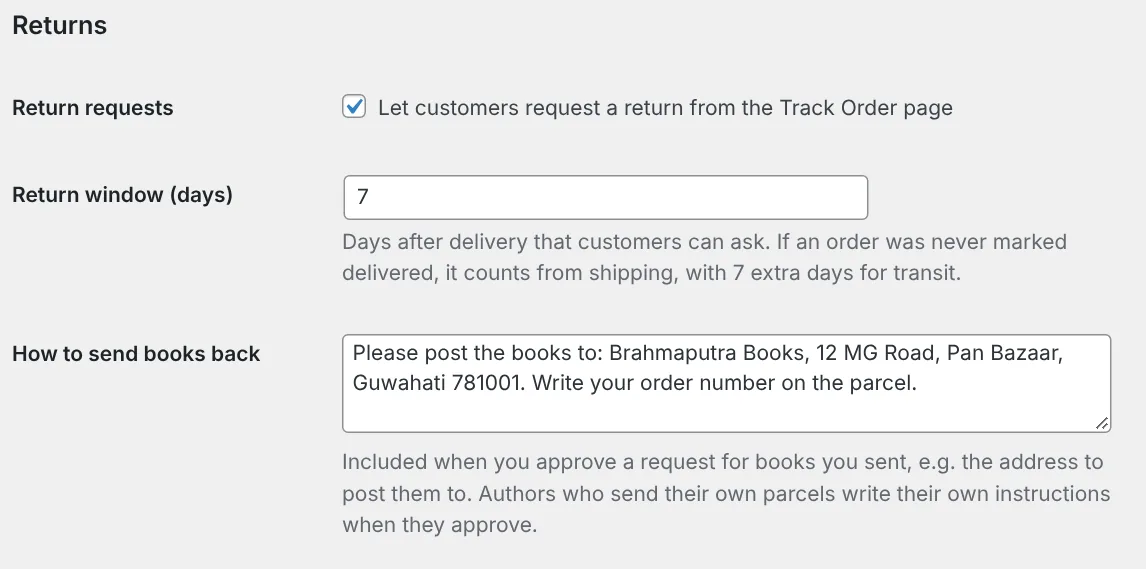 Returns
Return requests
Let customers request a return from the Track Order page
Return window (days)
7
Days after delivery that customers can ask. If an order was never marked
delivered, it counts from shipping, with 7 extra days for transit.
How to send books back
Please post the books to: Brahmaputra Books, 12 MG Road, Pan Bazaar,
Guwahati 781001. Write your order number on the parcel.
Included when you approve a request for books you sent, e.g. the address to
post them to. Authors who send their own parcels write their own instructions
when they approve.